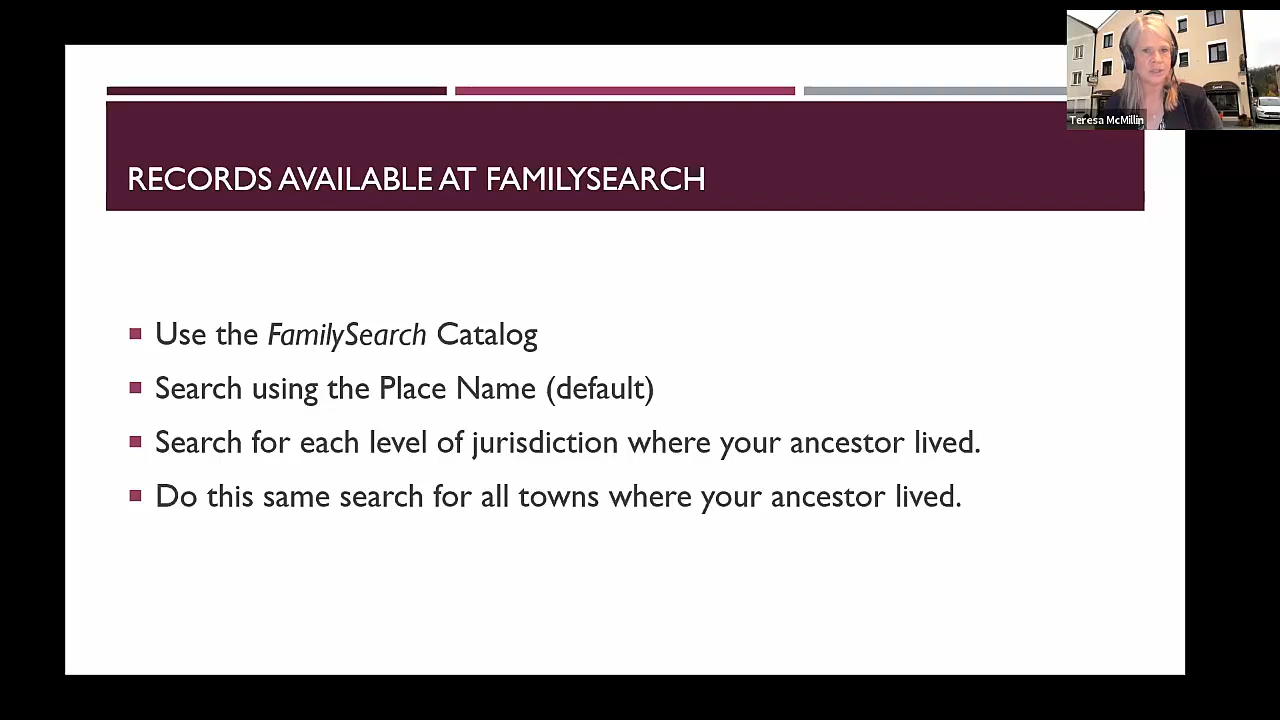 Teresa McMillin
RECORDS AVAILABLE AT FAMILYSEARCH
Use the FamilySearch Catalog
Search using the Place Name (default)
Search for each level of jurisdiction where your ancestor lived.
Do this same search for all towns where your ancestor lived.